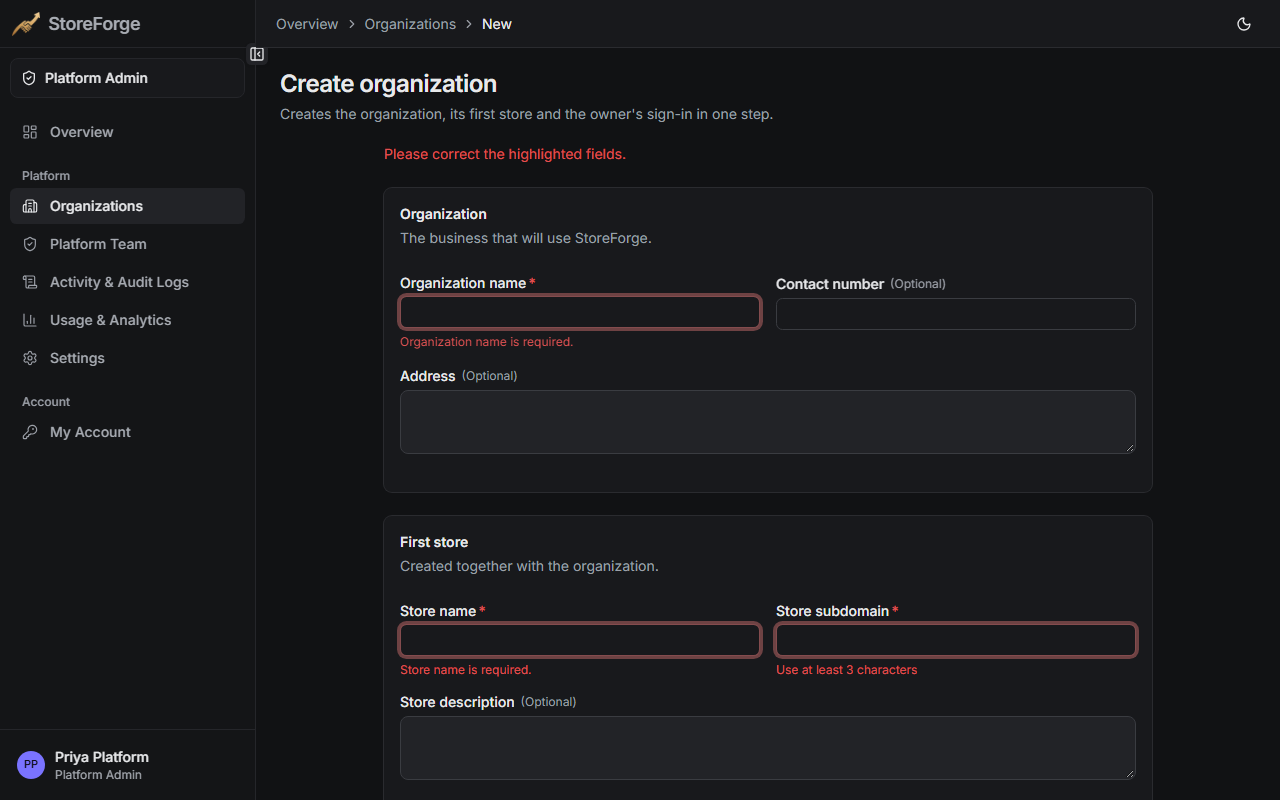 StoreForge
Overview > Organizations > New
Platform Admin
Create organization
Creates the organization, its first store and the owner's sign-in in one step.
Overview
Platform
Organizations
Platform Team
Activity & Audit Logs
Usage & Analytics
Settings
Account
My Account
Please correct the highlighted fields.
Organization
The business that will use StoreForge.
Organization name *
Contact number (Optional)
Organization name is required.
Address (Optional)
First store
Created together with the organization.
Store name *
Store subdomain *
Store name is required.
Use at least 3 characters
Store description (Optional)
PP
Priya Platform
Platform Admin